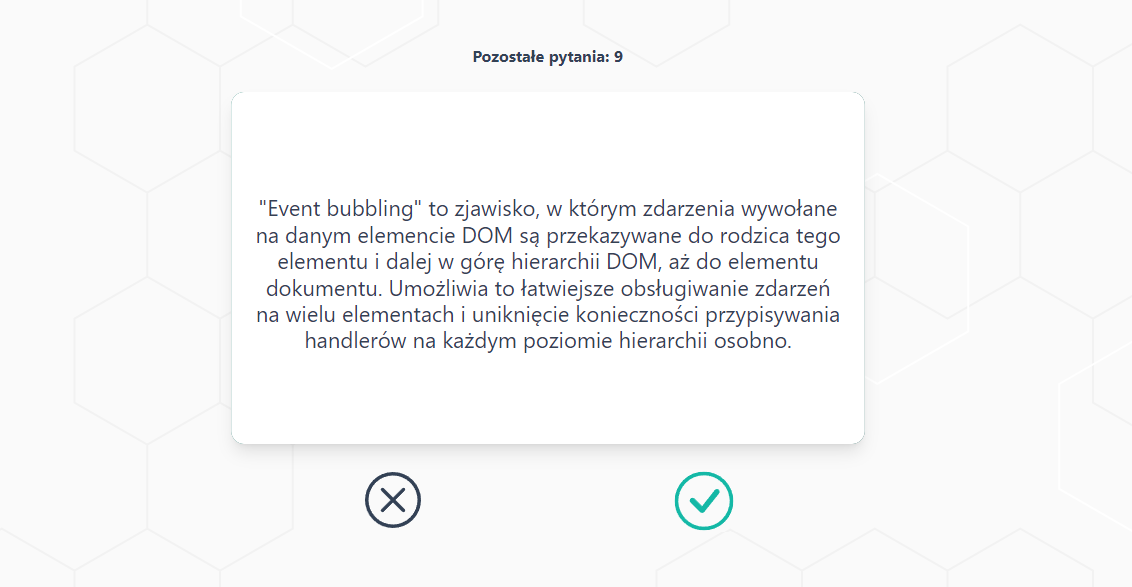 Pozostałe pytania: 9
"Event bubbling" to zjawisko, w którym zdarzenia wywołane
na danym elemencie DOM są przekazywane do rodzica tego
elementu i dalej w górę hierarchii DOM, aż do elementu
dokumentu. Umożliwia to łatwiejsze obsługiwanie zdarzeń
na wielu elementach i uniknięcie konieczności przypisywania
handlerów na każdym poziomie hierarchii osobno.